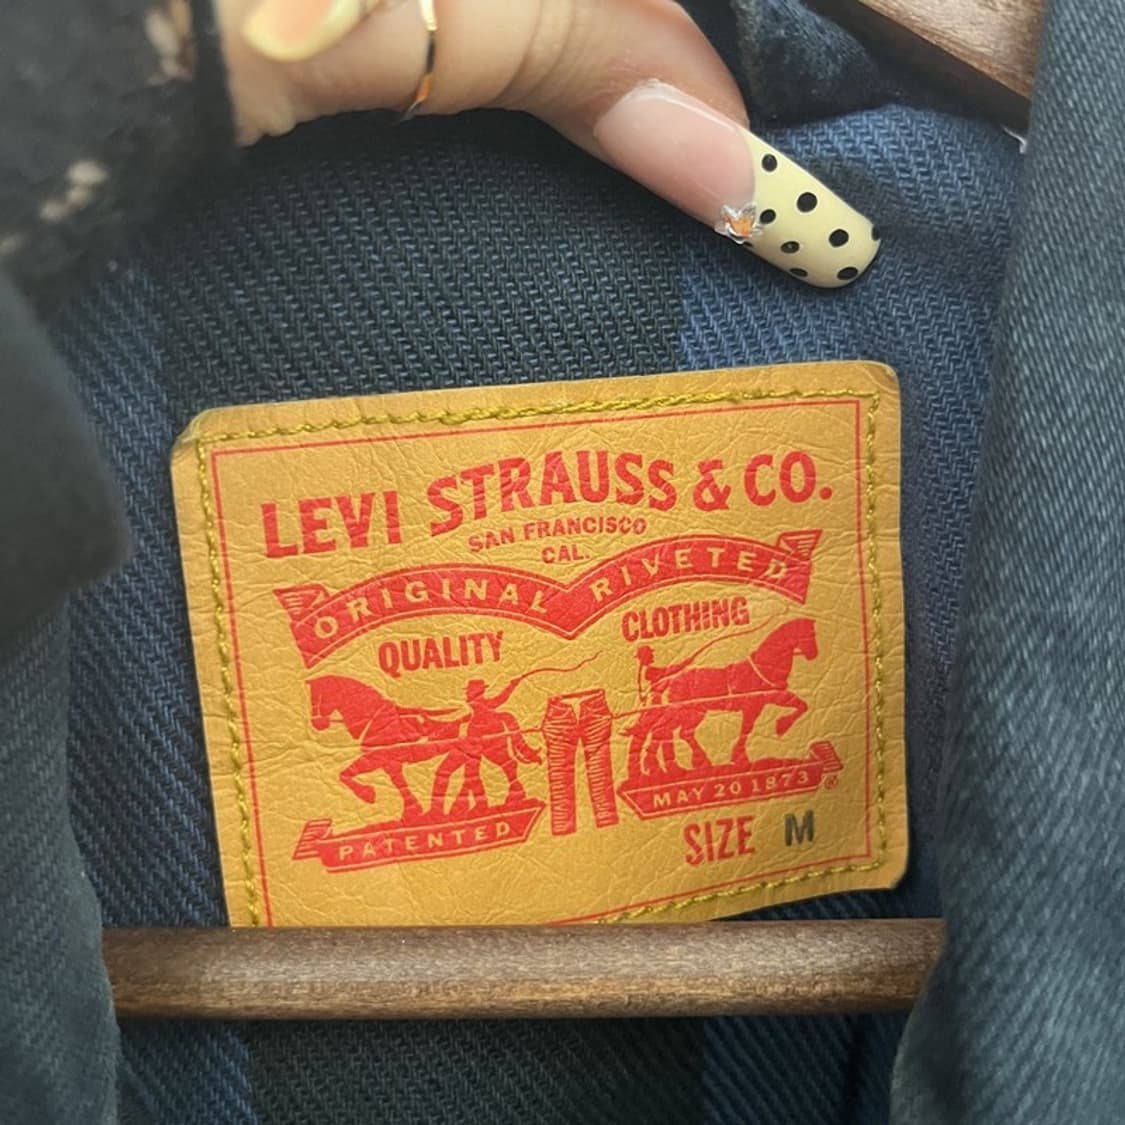 LEVI STRAUSS & CO.
SAN FRANCISCO
CAL.
ORIGINAL RIVETED
QUALITY CLOTHING
PATENTED MAY 20 1873 ®
SIZE M